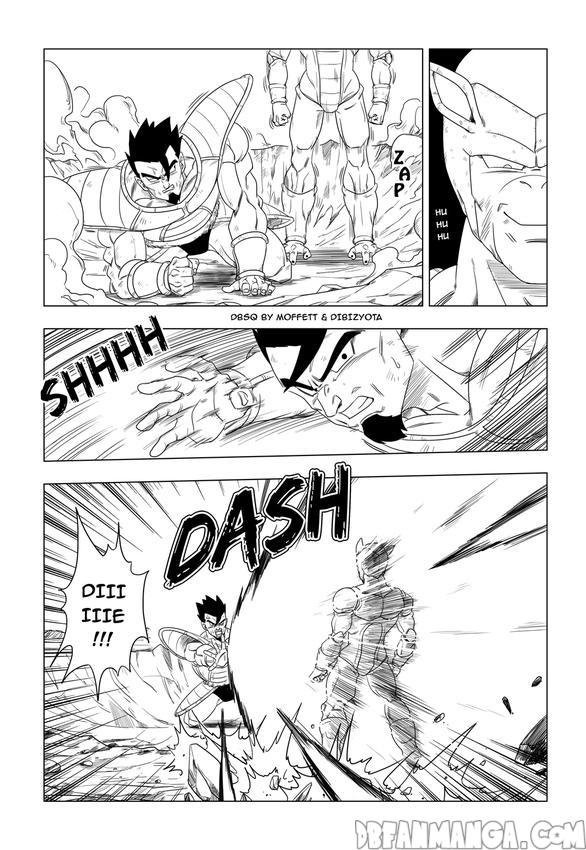 ZAP
HU
HU
HU
DBSQ BY MOFFETT & DIBIZYOTA
SHHHH
DASH
DIII
IIIE
!!!
DBFANMANGA.COM